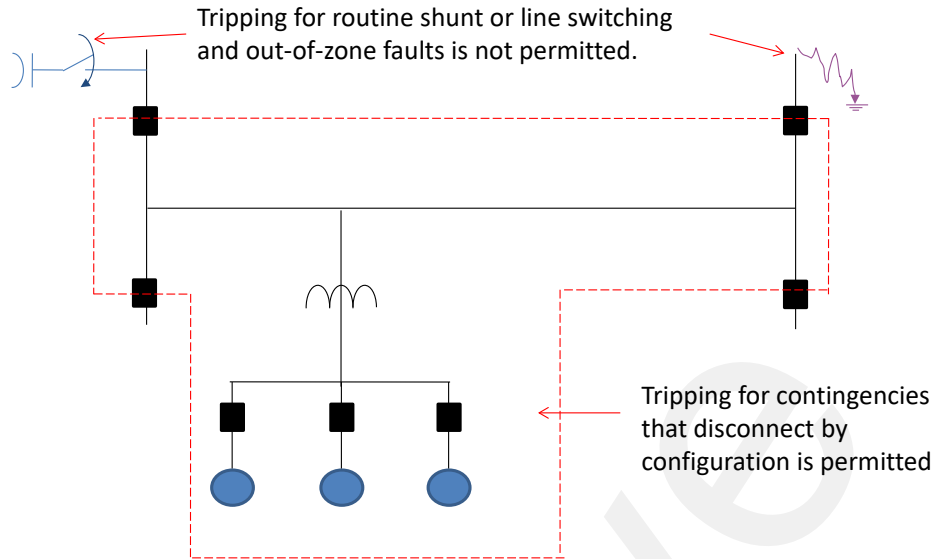 Tripping for routine shunt or line switching
and out-of-zone faults is not permitted.
Tripping for contingencies
that disconnect by
configuration is permitted